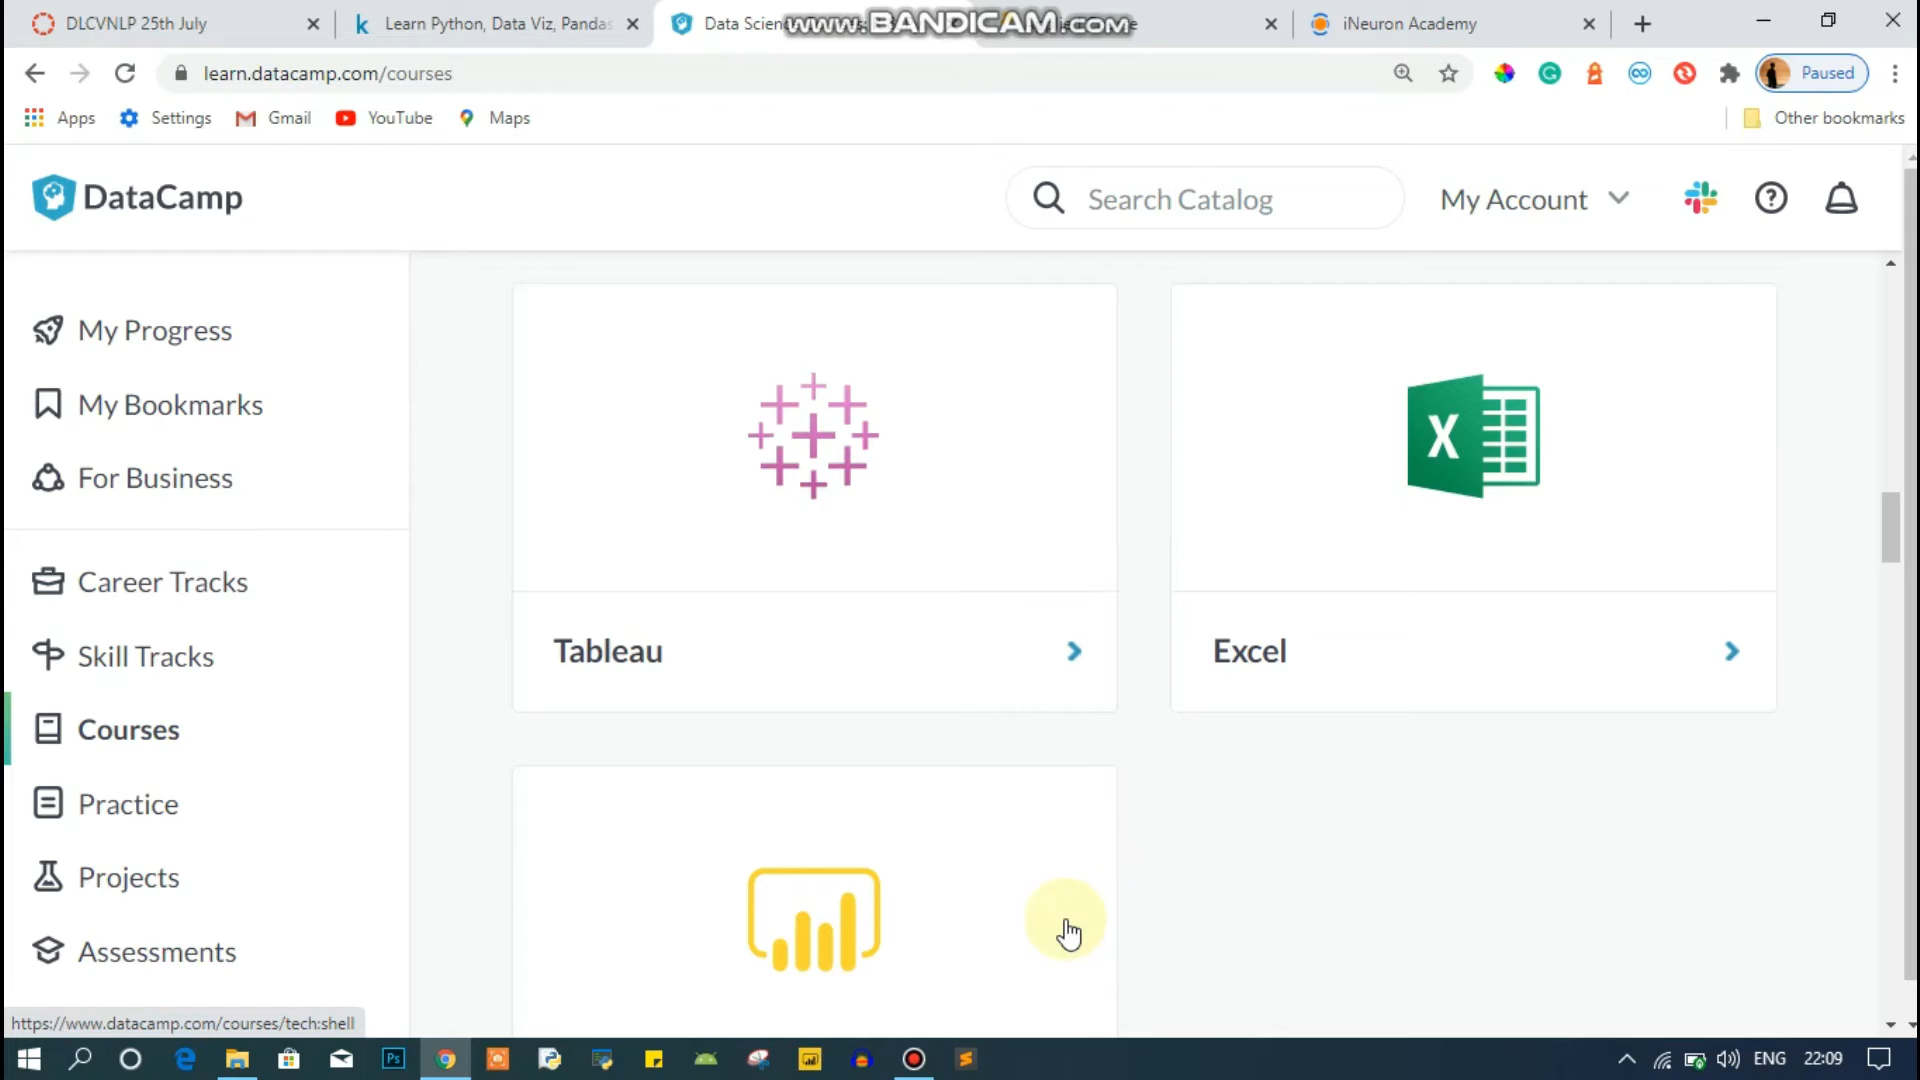 DLCVNLP 25th July
Learn Python, Data Viz, Pandas
Data Scien
www.BANDICAM.com
iNeuron Academy
learn.datacamp.com/courses
Paused
Apps
Settings
Gmail
YouTube
Maps
Other bookmarks
DataCamp
Search Catalog
My Account
My Progress
My Bookmarks
For Business
Career Tracks
Skill Tracks
Courses
Practice
Projects
Assessments
X
Tableau
Excel
https://www.datacamp.com/courses/tech:shell
Ps
ENG
22:09